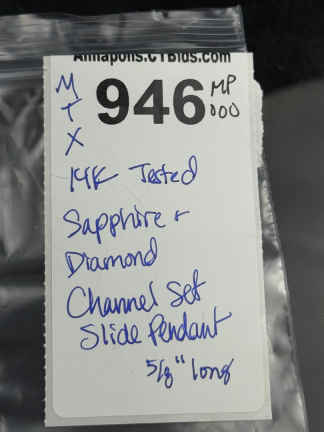 Annapolis.CTBids.com
M
T
X
946
MP
000
14K Tested
Sapphire +
Diamond
Channel Set
Slide Pendant
5/8" long